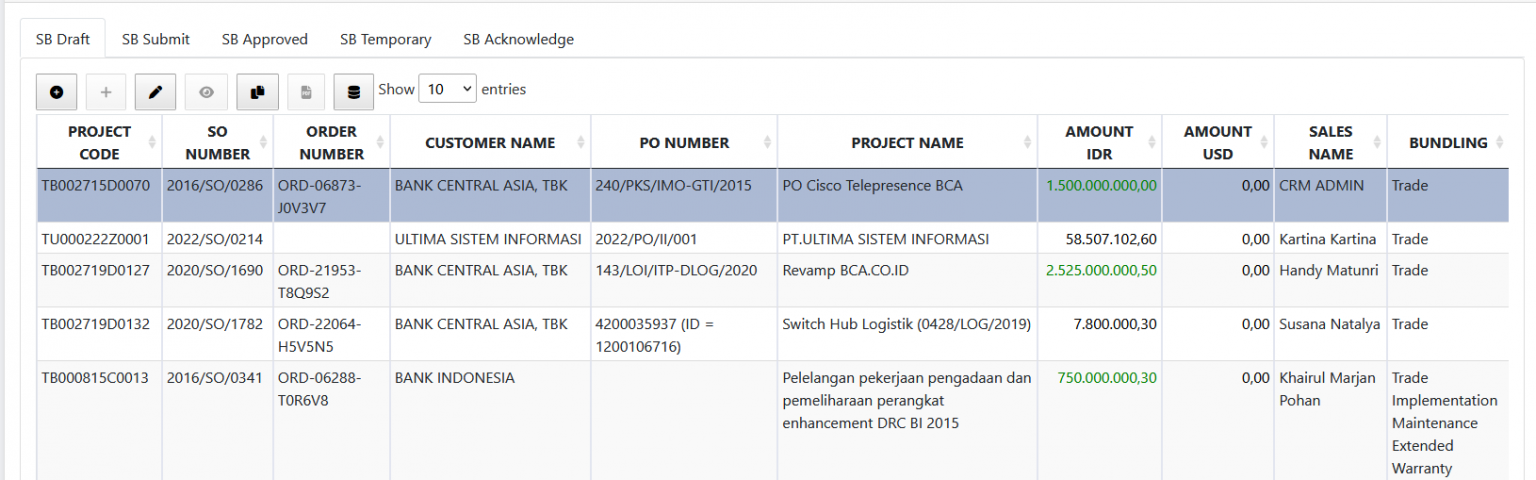 SB Draft SB Submit SB Approved SB Temporary SB Acknowledge
Show 10 entries
PROJECT CODE SO NUMBER ORDER NUMBER CUSTOMER NAME PO NUMBER PROJECT NAME AMOUNT IDR AMOUNT USD SALES NAME BUNDLING
TB002715D0070 2016/SO/0286 ORD-06873- BANK CENTRAL ASIA, TBK 240/PKS/IMO-GTI/2015 PO Cisco Telepresence BCA 1.500.000.000,00 0,00 CRM ADMIN Trade
J0V3V7
TU000222Z0001 2022/SO/0214 ULTIMA SISTEM INFORMASI 2022/PO/II/001 PT.ULTIMA SISTEM INFORMASI 58.507.102,60 0,00 Kartina Kartina Trade
TB002719D0127 2020/SO/1690 ORD-21953- BANK CENTRAL ASIA, TBK 143/LOI/ITP-DLOG/2020 Revamp BCA.CO.ID 2.525.000.000,50 0,00 Handy Matunri Trade
T8Q9S2
TB002719D0132 2020/SO/1782 ORD-22064- BANK CENTRAL ASIA, TBK 4200035937 (ID = Switch Hub Logistik (0428/LOG/2019) 7.800.000,30 0,00 Susana Natalya Trade
H5V5N5 1200106716)
TB000815C0013 2016/SO/0341 ORD-06288- BANK INDONESIA Pelelangan pekerjaan pengadaan dan 750.000.000,30 0,00 Khairul Marjan Trade
T0R6V8 pemeliharaan perangkat Pohan Implementation
enhancement DRC BI 2015 Maintenance
Extended
Warranty